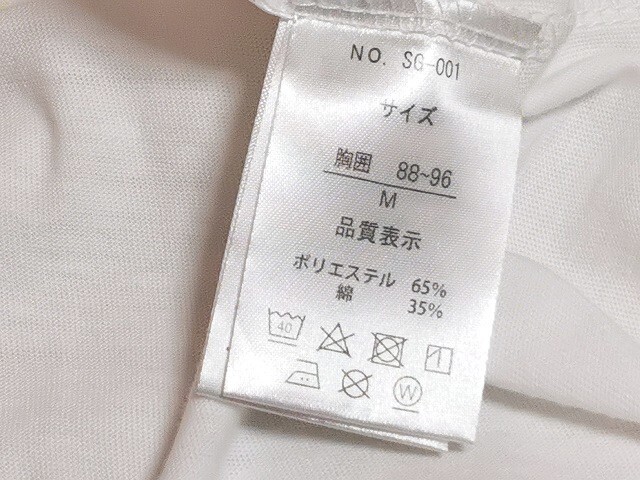 NO. SG-001
サイズ
胸囲 88~96
M
品質表示
ポリエステル 65%
綿 35%
40
W